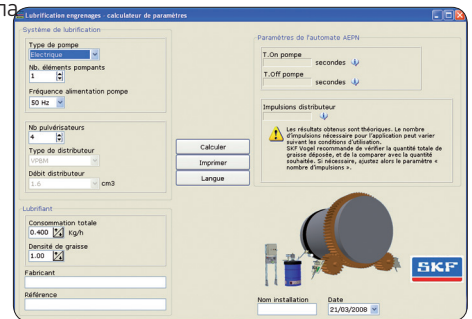 na
Lubrification engrenages calculateur de paramètres
Système de lubrification
Type de pompe
Electrique
Nb. éléments pompants
1
Fréquence alimentation pompe
50 Hz
Nb pulvérisateurs
4
Type de distributeur
VPBM
Débit distributeur
1.6 cm3
Lubrifiant
Consommation totale
0.400 Kg/h
Densité de graisse
1.00
Fabricant
Référence
Calculer
Imprimer
Langue
Paramètres de l'automate AEPN
T.On pompe
secondes
T.Off pompe
secondes
Impulsions distributeur
Les résultats obtenus sont théoriques. Le nombre
d'impulsions nécessaire pour l'application peut varier
suivant les conditions d'utilisation.
SKF Vogel recommande de vérifier la quantité totale de
graisse déposée, et de la comparer avec la quantité
souhaitée. Si nécessaire, ajustez alors le paramètre «
nombre d'impulsions ».
SKF
Nom installation
Date
21/03/2008